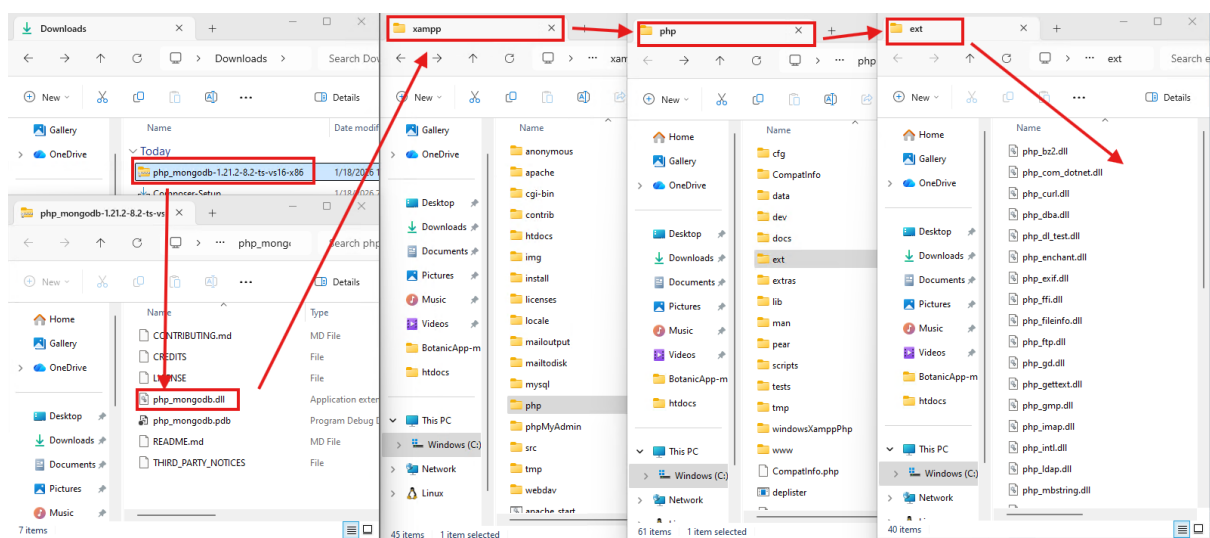 Downloads
Downloads
Search Dow
New
Details
Gallery
OneDrive
Name
Date modif
Today
php_mongodb-1.21.2-8.2-ts-vs16-x86
1/18/2026 1
Composer-Setup
1/18/2026 7
php_mongodb-1.21.2-8.2-ts-vs
php_mong
Search php
New
Details
Home
Gallery
OneDrive
Desktop
Downloads
Documents
Pictures
Music
Name
Type
CONTRIBUTING.md
MD File
CREDITS
File
LICENSE
File
php_mongodb.dll
Application exten
php_mongodb.pdb
Program Debug D
README.md
MD File
THIRD_PARTY_NOTICES
File
7 items
xampp
xam
New
Gallery
OneDrive
Desktop
Downloads
Documents
Pictures
Music
Videos
BotanicApp-m
htdocs
This PC
Windows (C:)
Network
Linux
Name
anonymous
apache
cgi-bin
contrib
htdocs
img
install
licenses
locale
mailoutput
mailtodisk
mysql
php
phpMyAdmin
src
tmp
webdav
apache_start
45 items
1 item selected
php
php
New
Home
Gallery
OneDrive
Desktop
Downloads
Documents
Pictures
Music
Videos
BotanicApp-m
htdocs
This PC
Windows (C:)
Network
Name
cfg
CompatInfo
data
dev
docs
ext
extras
lib
man
pear
scripts
tests
tmp
windowsXamppPhp
www
CompatInfo.php
deplister
61 items
1 item selected
ext
ext
Search e
New
Details
Home
Gallery
OneDrive
Desktop
Downloads
Documents
Pictures
Music
Videos
BotanicApp-m
htdocs
This PC
Windows (C:)
Network
Name
php_bz2.dll
php_com_dotnet.dll
php_curl.dll
php_dba.dll
php_dl_test.dll
php_enchant.dll
php_exif.dll
php_ffi.dll
php_fileinfo.dll
php_ftp.dll
php_gd.dll
php_gettext.dll
php_gmp.dll
php_imap.dll
php_intl.dll
php_ldap.dll
php_mbstring.dll
40 items